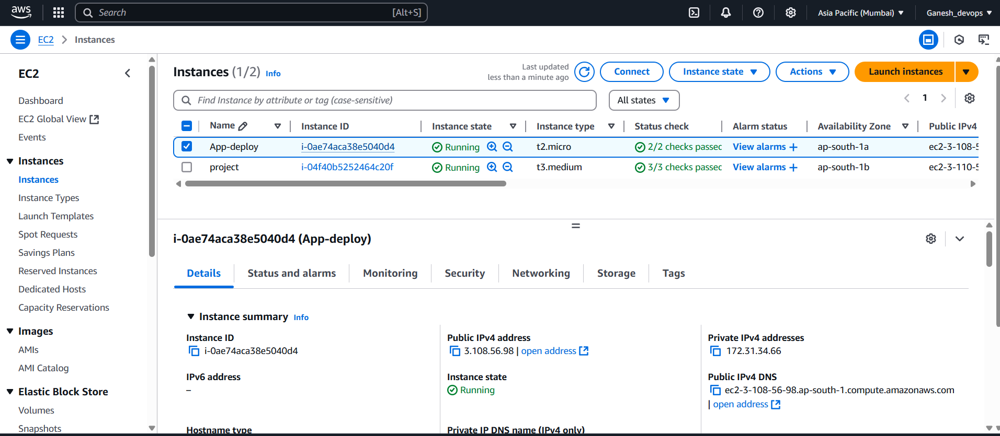 aws
Search [Alt+S]
Asia Pacific (Mumbai)
Ganesh_devops
EC2 Instances
EC2
Dashboard
EC2 Global View
Events
Instances
Instances
Instance Types
Launch Templates
Spot Requests
Savings Plans
Reserved Instances
Dedicated Hosts
Capacity Reservations
Images
AMIs
AMI Catalog
Elastic Block Store
Volumes
Snapshots
Instances (1/2) Info
Last updated
less than a minute ago
Connect
Instance state
Actions
Launch instances
Find Instance by attribute or tag (case-sensitive)
All states
1
Name Instance ID Instance state Instance type Status check Alarm status Availability Zone Public IPv4
App-deploy i-0ae74aca38e5040d4 Running t2.micro 2/2 checks passed View alarms + ap-south-1a ec2-3-108-5
project i-04f40b5252464c20f Running t3.medium 3/3 checks passed View alarms + ap-south-1b ec2-3-110-5
i-0ae74aca38e5040d4 (App-deploy)
Details
Status and alarms
Monitoring
Security
Networking
Storage
Tags
Instance summary Info
Instance ID
i-0ae74aca38e5040d4
Public IPv4 address
3.108.56.98 | open address
Private IPv4 addresses
172.31.34.66
IPv6 address
–
Instance state
Running
Public IPv4 DNS
ec2-3-108-56-98.ap-south-1.compute.amazonaws.com
| open address
Hostname type
Private IP DNS name (IPv4 only)